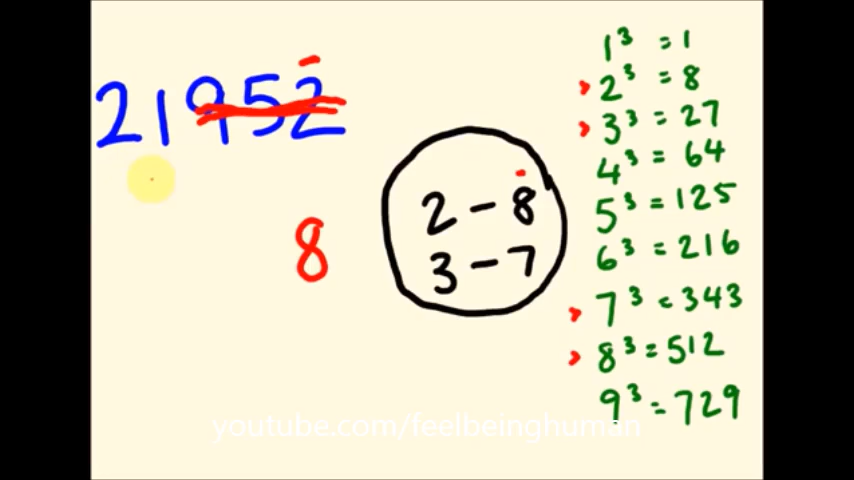 21952
8
2 - 8
3 - 7
1³ = 1
2³ = 8
3³ = 27
4³ = 64
5³ = 125
6³ = 216
7³ = 343
8³ = 512
9³ = 729
youtube.com/feelbeinghuman